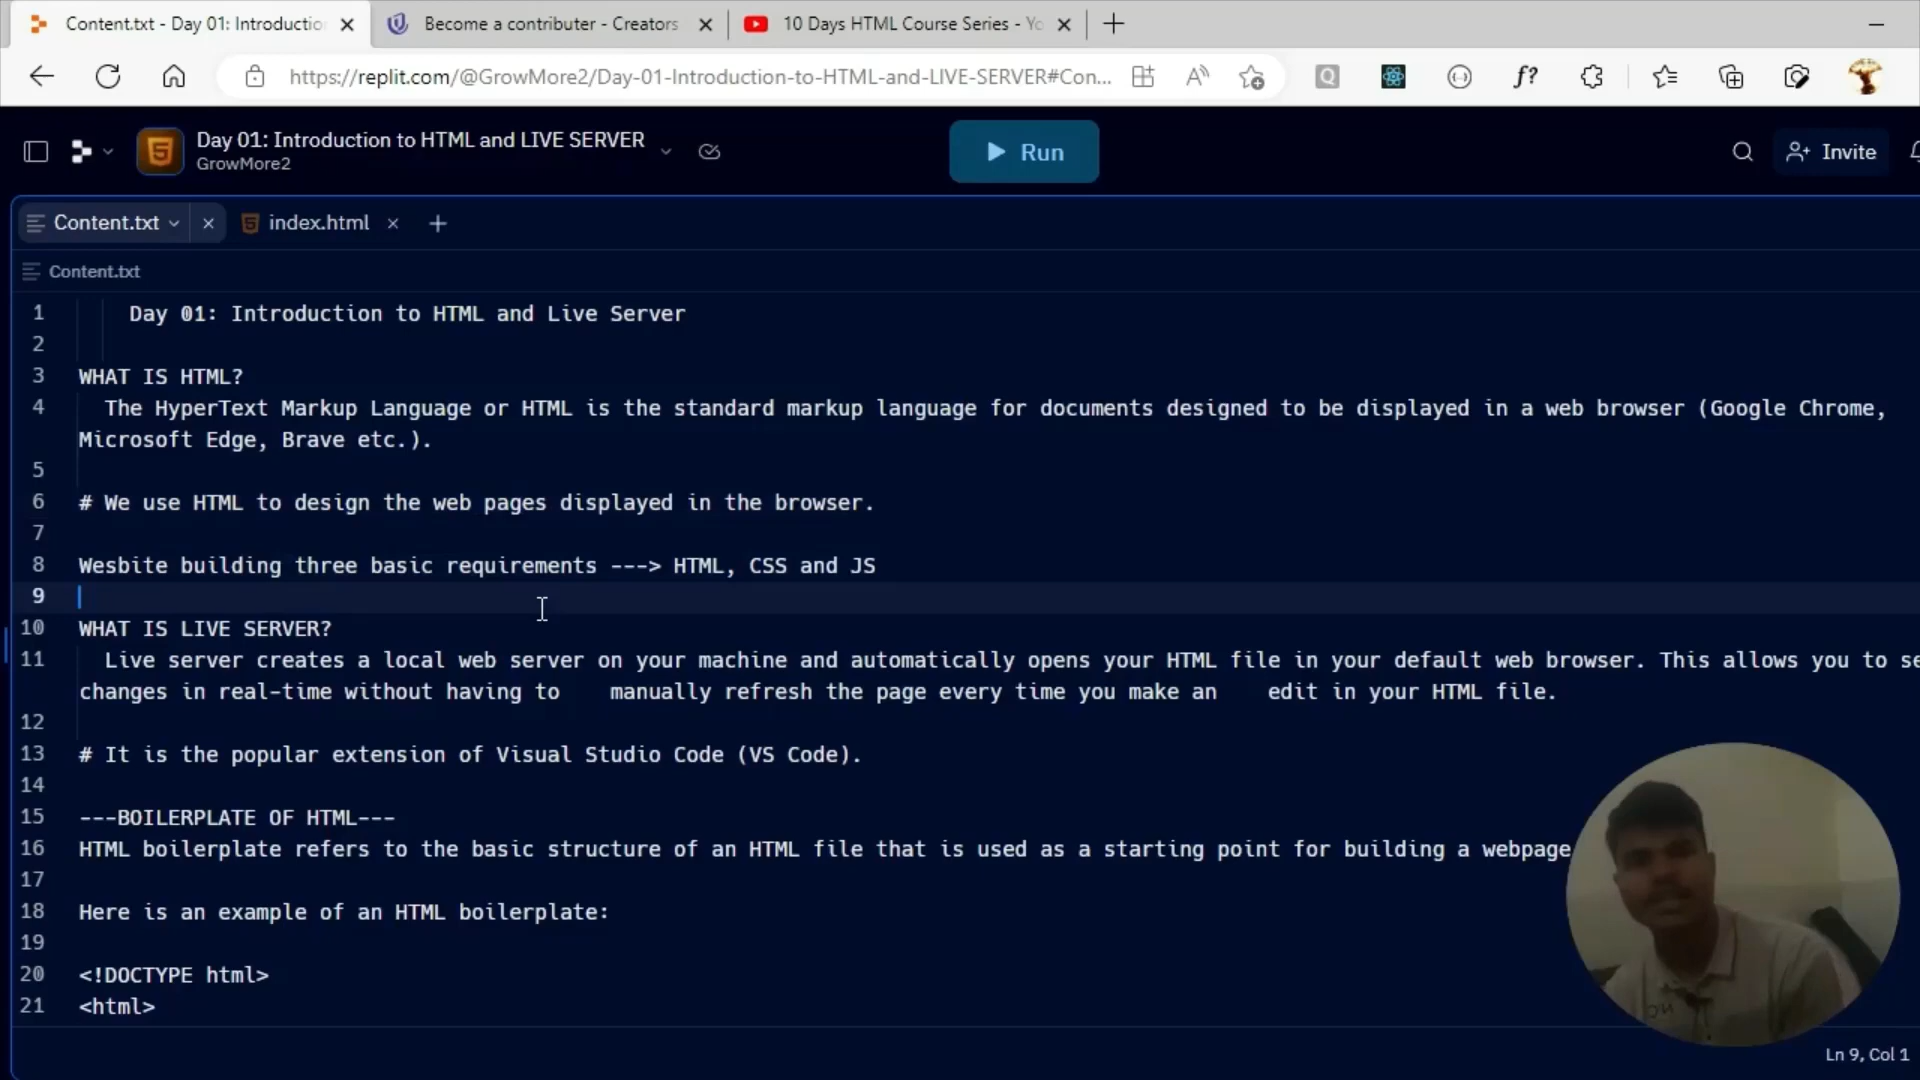 Content.txt - Day 01: Introductio
Become a contributer - Creators
10 Days HTML Course Series - Yo
https://replit.com/@GrowMore2/Day-01-Introduction-to-HTML-and-LIVE-SERVER#Con...
Day 01: Introduction to HTML and LIVE SERVER
GrowMore2
Run
Invite
Content.txt
index.html
Content.txt
1 Day 01: Introduction to HTML and Live Server
2
3 WHAT IS HTML?
4 The HyperText Markup Language or HTML is the standard markup language for documents designed to be displayed in a web browser (Google Chrome,
Microsoft Edge, Brave etc.).
5
6 # We use HTML to design the web pages displayed in the browser.
7
8 Wesbite building three basic requirements ---> HTML, CSS and JS
9
10 WHAT IS LIVE SERVER?
11 Live server creates a local web server on your machine and automatically opens your HTML file in your default web browser. This allows you to se
changes in real-time without having to manually refresh the page every time you make an edit in your HTML file.
12
13 # It is the popular extension of Visual Studio Code (VS Code).
14
15 ---BOILERPLATE OF HTML---
16 HTML boilerplate refers to the basic structure of an HTML file that is used as a starting point for building a webpage
17
18 Here is an example of an HTML boilerplate:
19
20 <!DOCTYPE html>
21 <html>
Ln 9, Col 1